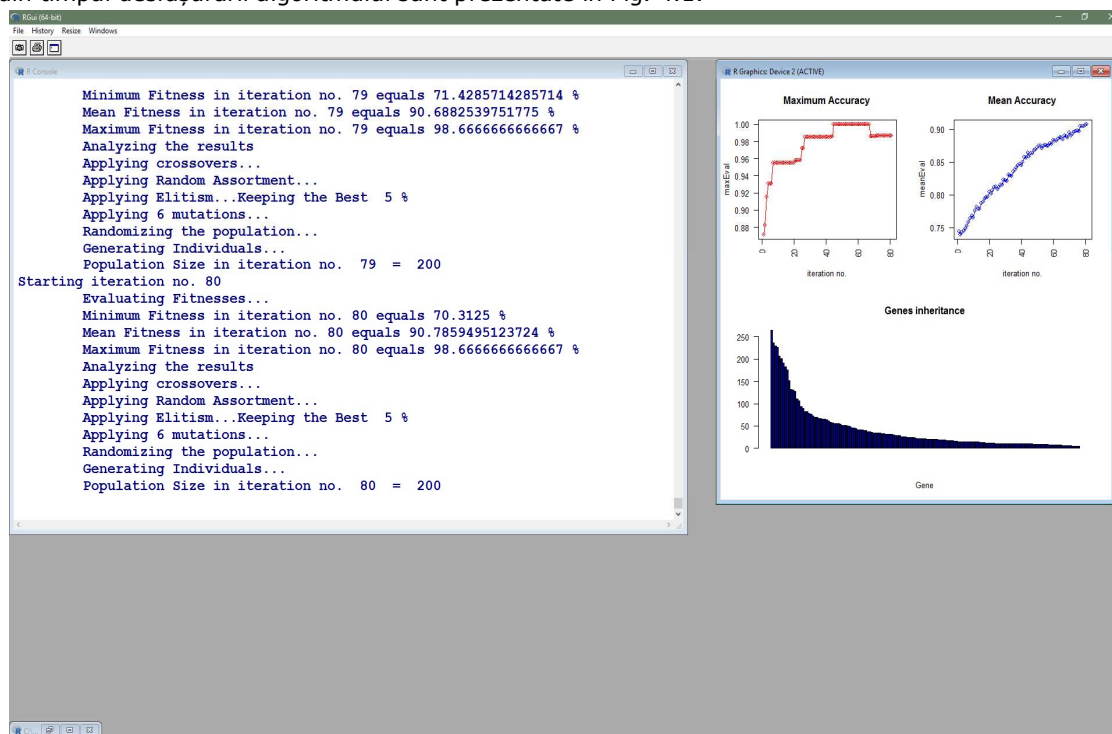 din timpul desfășurării algoritmului sunt prezentate în Fig. 4.2.
RGui (64-bit)
File History Resize Windows
R Console
Minimum Fitness in iteration no. 79 equals 71.4285714285714 %
Mean Fitness in iteration no. 79 equals 90.6882539751775 %
Maximum Fitness in iteration no. 79 equals 98.6666666666667 %
Analyzing the results
Applying crossovers...
Applying Random Assortment...
Applying Elitism...Keeping the Best 5 %
Applying 6 mutations...
Randomizing the population...
Generating Individuals...
Population Size in iteration no. 79 = 200
Starting iteration no. 80
Evaluating Fitnesses...
Minimum Fitness in iteration no. 80 equals 70.3125 %
Mean Fitness in iteration no. 80 equals 90.7859495123724 %
Maximum Fitness in iteration no. 80 equals 98.6666666666667 %
Analyzing the results
Applying crossovers...
Applying Random Assortment...
Applying Elitism...Keeping the Best 5 %
Applying 6 mutations...
Randomizing the population...
Generating Individuals...
Population Size in iteration no. 80 = 200
R Graphics: Device 2 (ACTIVE)
Maximum Accuracy
maxEval
1.00
0.98
0.96
0.94
0.92
0.90
0.88
0 20 40 60 80
iteration no.
Mean Accuracy
meanEval
0.90
0.85
0.80
0.75
0 20 40 60 80
iteration no.
Genes inheritance
250
200
150
100
50
0
Gene